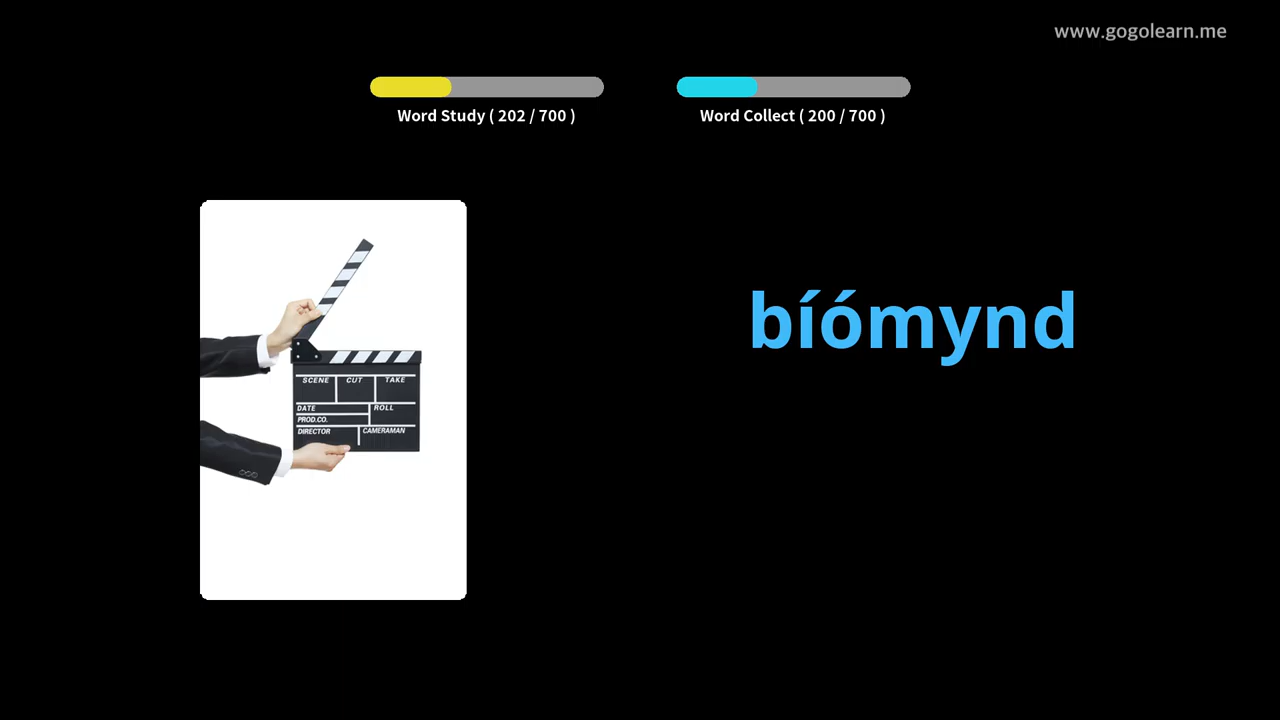 www.gogolearn.me
Word Study ( 202 / 700 )
Word Collect ( 200 / 700 )
bíómynd
SCENE CUT TAKE
DATE ROLL
PROD.CO.
DIRECTOR CAMERAMAN